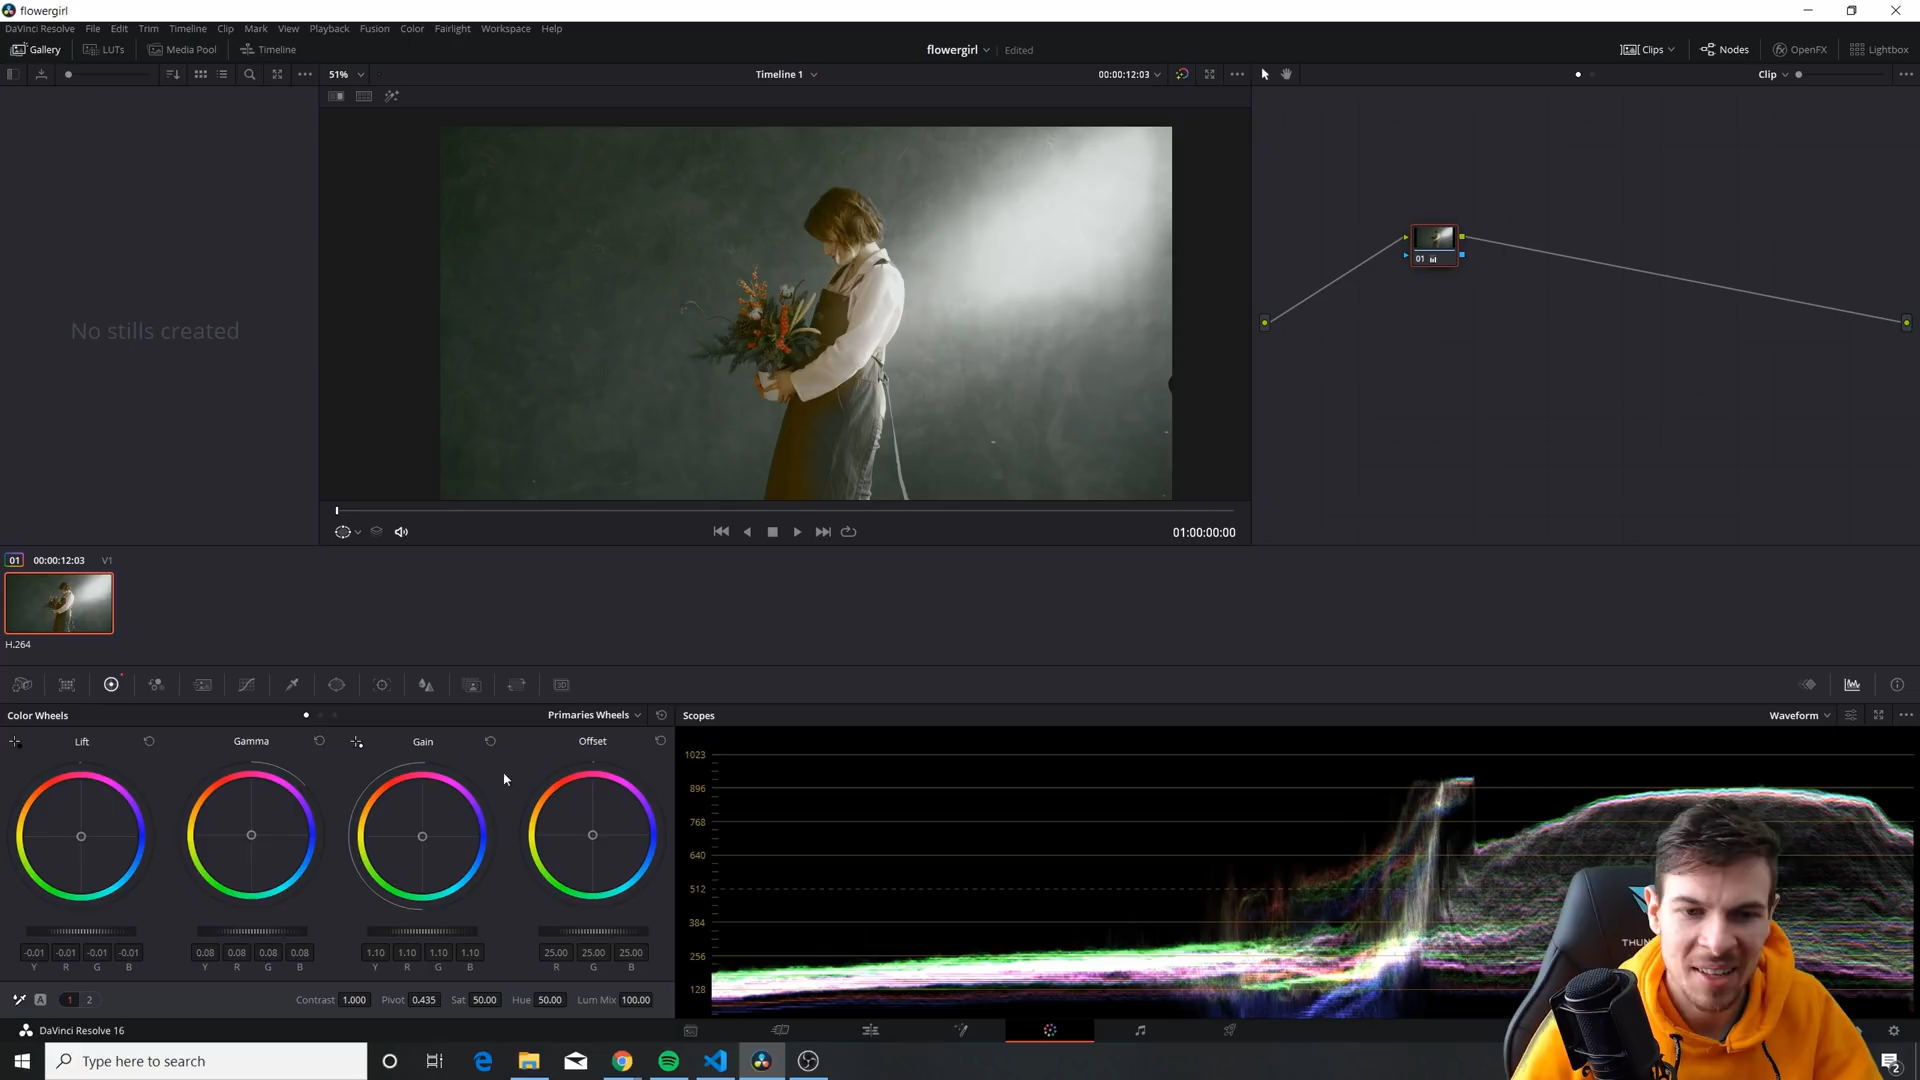 flowergirl
DaVinci Resolve File Edit Trim Timeline Clip Mark View Playback Fusion Color Fairlight Workspace Help
Gallery LUTs Media Pool Timeline flowergirl Edited Clips Nodes OpenFX Lightbox
51% Timeline 1 00:00:12:03 Clip
No stills created
01
01:00:00:00
01 00:00:12:03 V1
H.264
Color Wheels Primaries Wheels Scopes Waveform
Lift Gamma Gain Offset
1023
896
768
640
512
384
256
128
THUN
-0.01 -0.01 -0.01 -0.01 0.08 0.08 0.08 0.08 1.10 1.10 1.10 1.10 25.00 25.00 25.00
Y R G B Y R G B Y R G B R G B
A 1 2 Contrast 1.000 Pivot 0.435 Sat 50.00 Hue 50.00 Lum Mix 100.00
DaVinci Resolve 16
Type here to search
2